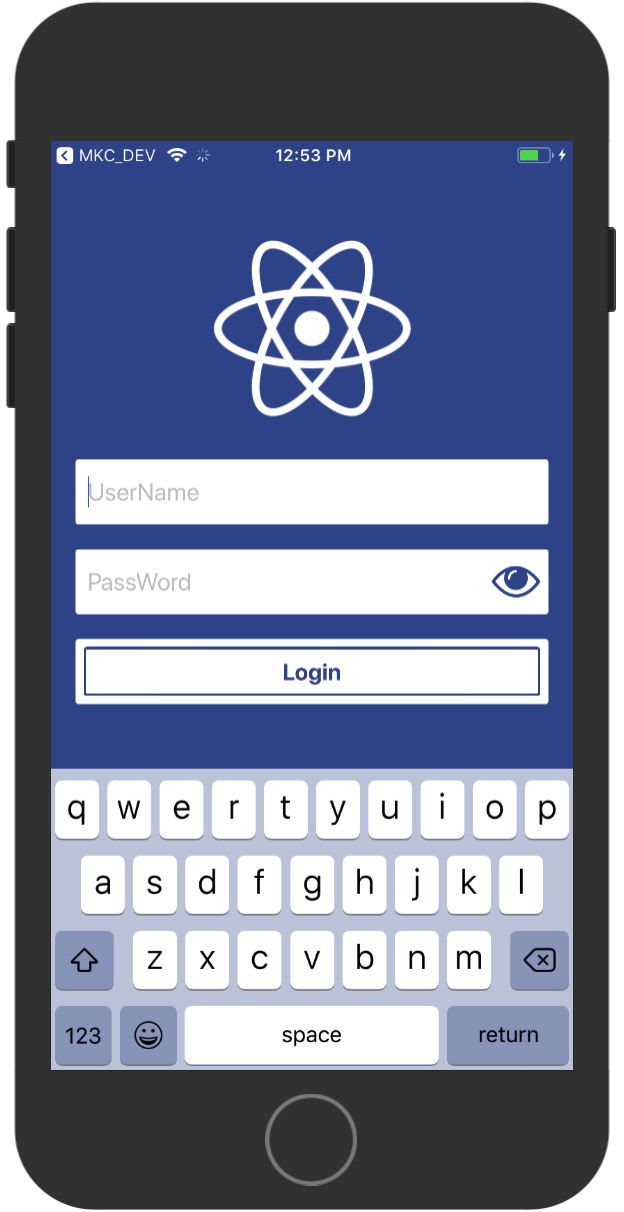 MKC_DEV 12:53 PM
UserName
PassWord
Login
q w e r t y u i o p
a s d f g h j k l
z x c v b n m
123 space return